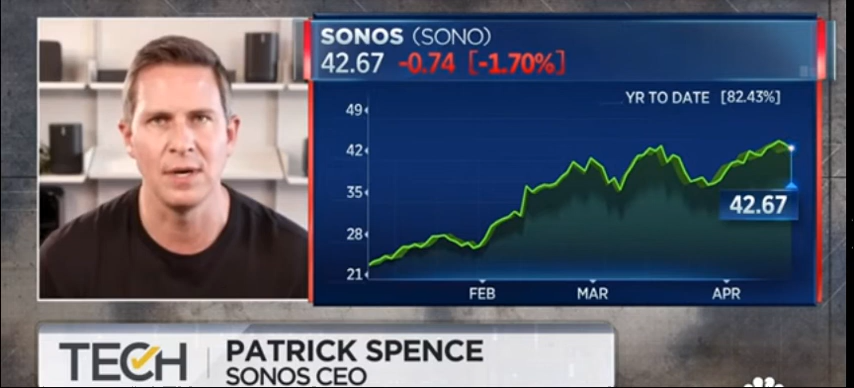 SONOS (SONO)
42.67 -0.74 [-1.70%]
YR TO DATE [82.43%]
49
42
35
28
21
42.67
FEB MAR APR
TECH
PATRICK SPENCE
SONOS CEO